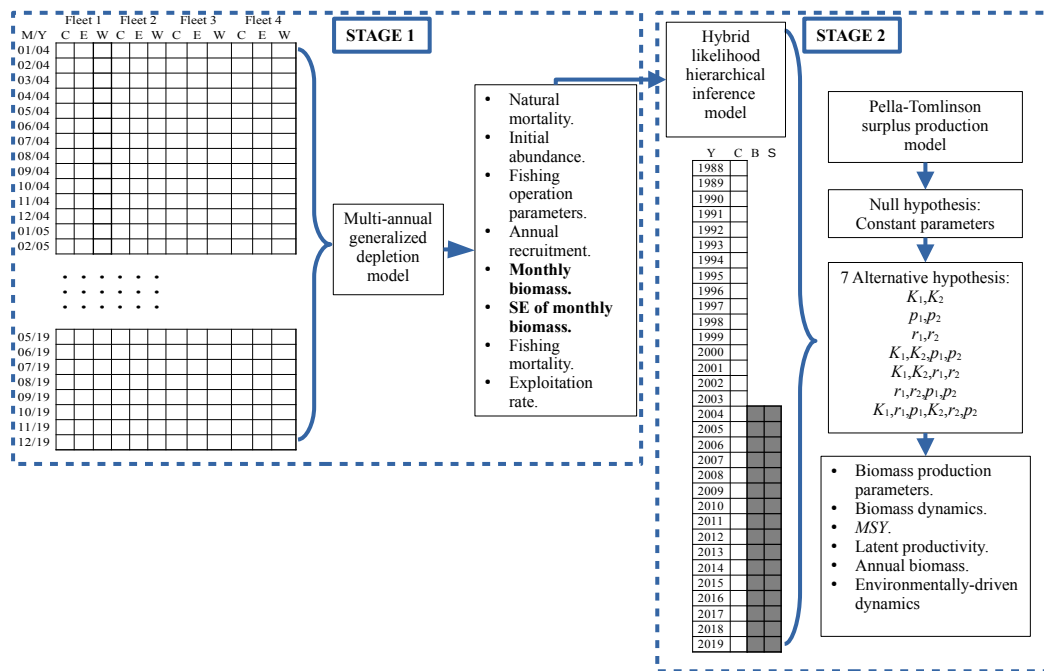 Fleet 1 Fleet 2 Fleet 3 Fleet 4
M/Y C E W C E W C E W C E W
01/04
02/04
03/04
04/04
05/04
06/04
07/04
08/04
09/04
10/04
11/04
12/04
01/05
02/05
05/19
06/19
07/19
08/19
09/19
10/19
11/19
12/19
STAGE 1
Multi-annual
generalized
depletion
model
• Natural
mortality.
• Initial
abundance.
• Fishing
operation
parameters.
• Annual
recruitment.
• Monthly
biomass.
• SE of monthly
biomass.
• Fishing
mortality.
• Exploitation
rate.
Hybrid
likelihood
hierarchical
inference
model
Y C B S
1988
1989
1990
1991
1992
1993
1994
1995
1996
1997
1998
1999
2000
2001
2002
2003
2004
2005
2006
2007
2008
2009
2010
2011
2012
2013
2014
2015
2016
2017
2018
2019
STAGE 2
Pella-Tomlinson
surplus production
model
Null hypothesis:
Constant parameters
7 Alternative hypothesis:
K₁,K₂
p₁,p₂
r₁,r₂
K₁,K₂,p₁,p₂
K₁,K₂,r₁,r₂
r₁,r₂,p₁,p₂
K₁,r₁,p₁,K₂,r₂,p₂
• Biomass production
parameters.
• Biomass dynamics.
• MSY.
• Latent productivity.
• Annual biomass.
• Environmentally-driven
dynamics